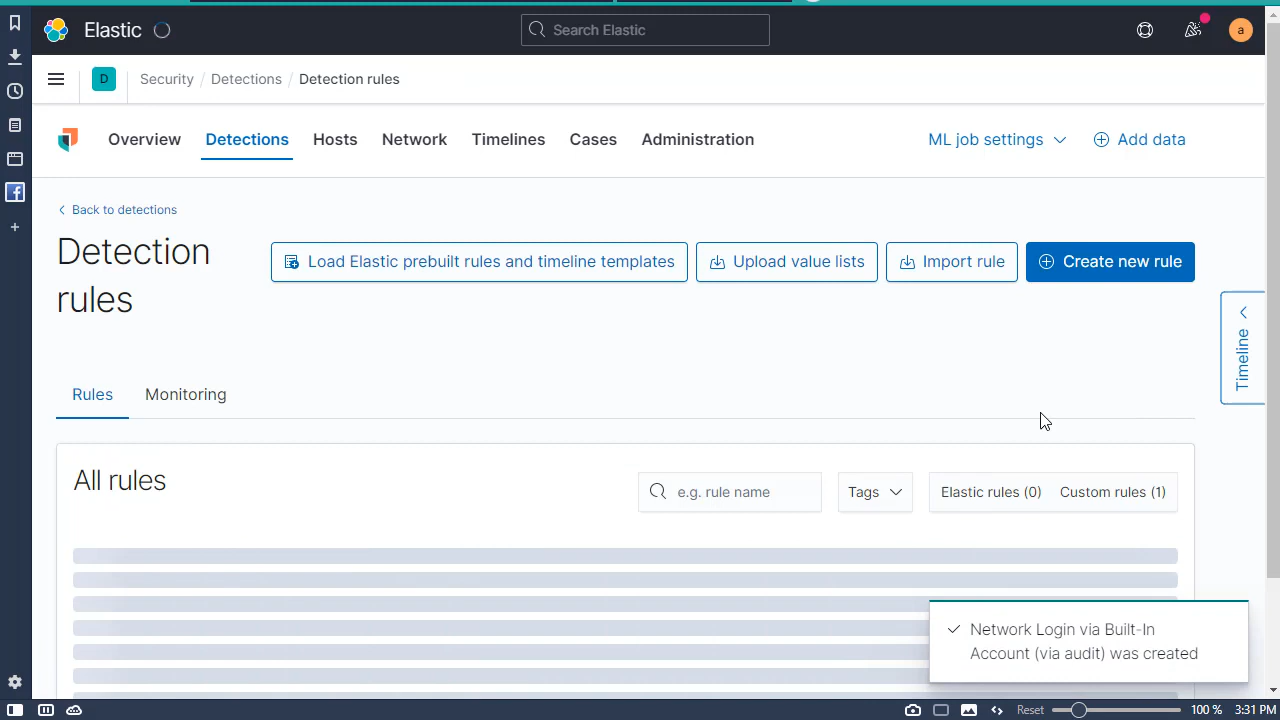 Elastic
Search Elastic
a
D
Security / Detections / Detection rules
Overview
Detections
Hosts
Network
Timelines
Cases
Administration
ML job settings
Add data
Back to detections
Detection
rules
Load Elastic prebuilt rules and timeline templates
Upload value lists
Import rule
Create new rule
Timeline
Rules
Monitoring
All rules
e.g. rule name
Tags
Elastic rules (0)
Custom rules (1)
Network Login via Built-In
Account (via audit) was created
Reset
100 %
3:31 PM